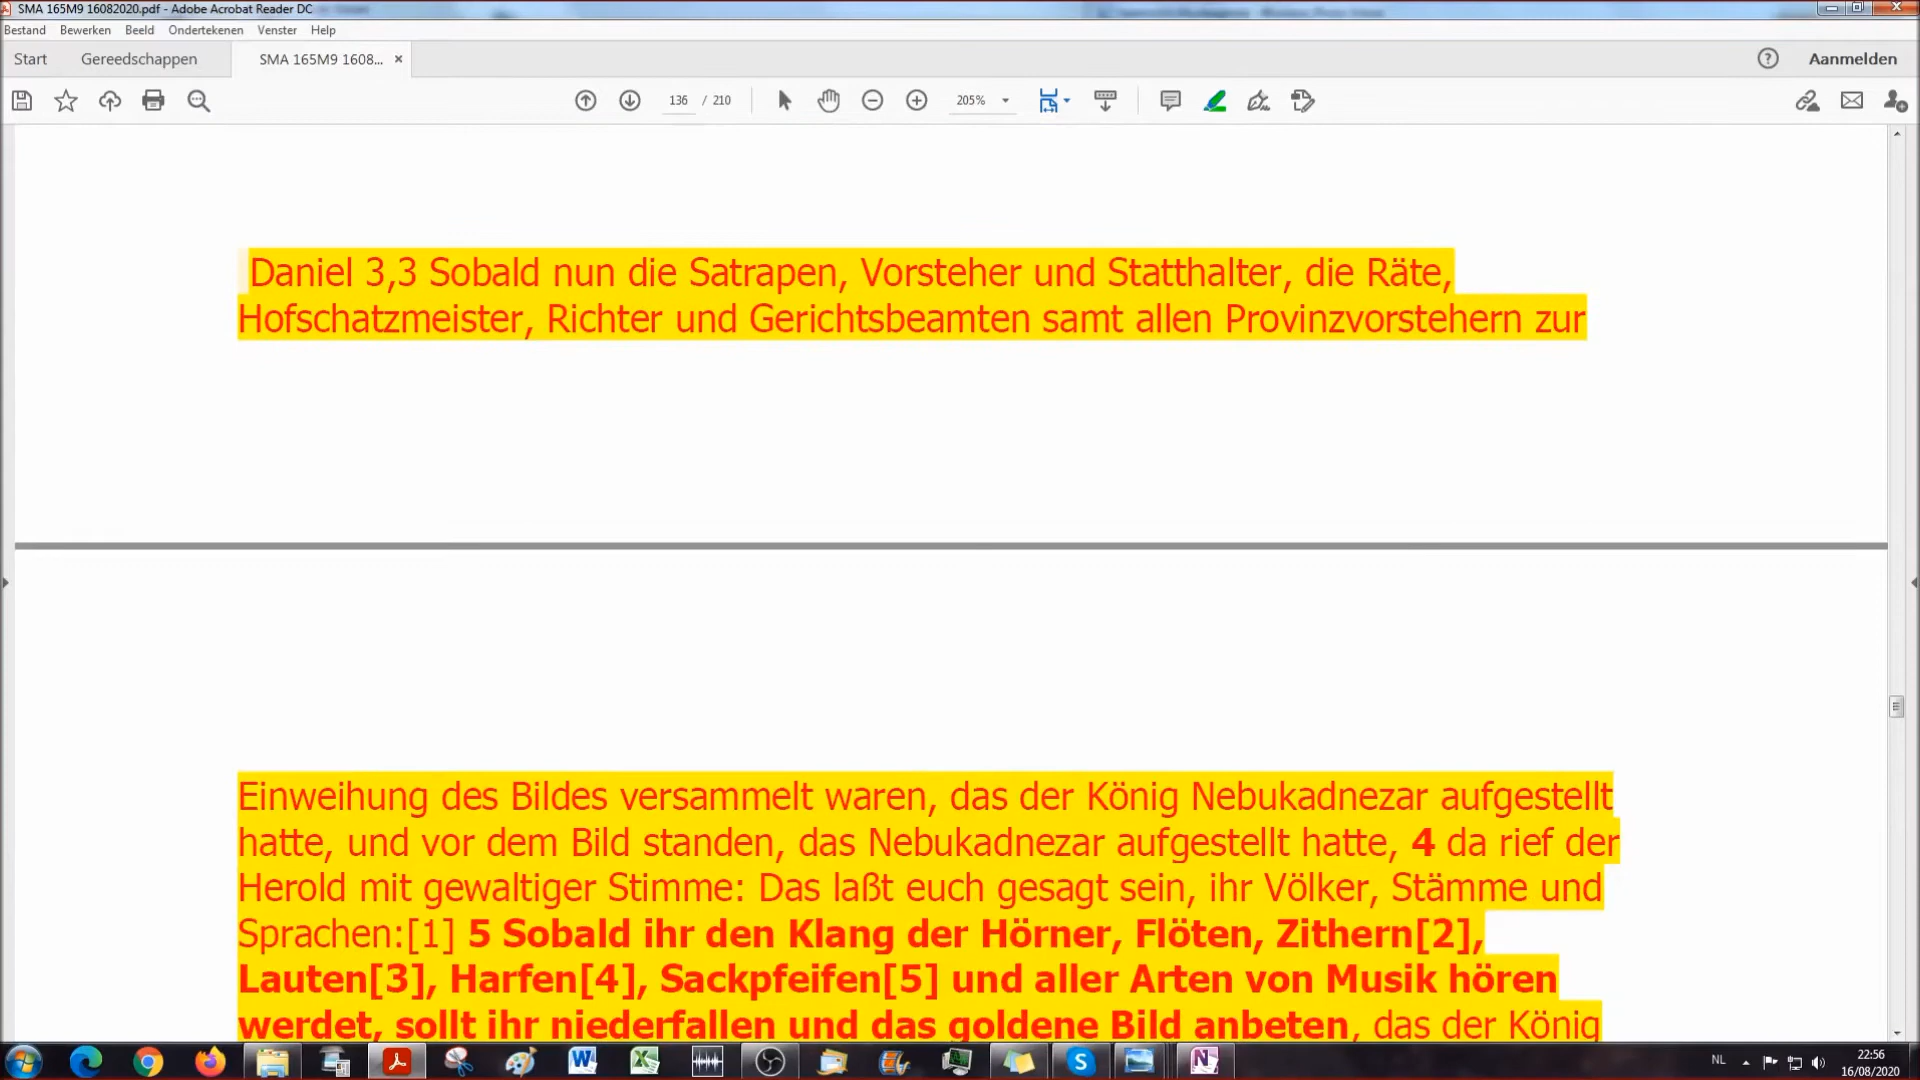 SMA 165M9 16082020.pdf - Adobe Acrobat Reader DC
Bestand Bewerken Beeld Ondertekenen Venster Help
Start Gereedschappen SMA 165M9 1608... × ? Aanmelden
136 / 210 205%
Daniel 3,3 Sobald nun die Satrapen, Vorsteher und Statthalter, die Räte,
Hofschatzmeister, Richter und Gerichtsbeamten samt allen Provinzvorstehern zur
Einweihung des Bildes versammelt waren, das der König Nebukadnezar aufgestellt
hatte, und vor dem Bild standen, das Nebukadnezar aufgestellt hatte, 4 da rief der
Herold mit gewaltiger Stimme: Das laßt euch gesagt sein, ihr Völker, Stämme und
Sprachen:[1] 5 Sobald ihr den Klang der Hörner, Flöten, Zithern[2],
Lauten[3], Harfen[4], Sackpfeifen[5] und aller Arten von Musik hören
werdet, sollt ihr niederfallen und das goldene Bild anbeten, das der König
NL 22:56
16/08/2020